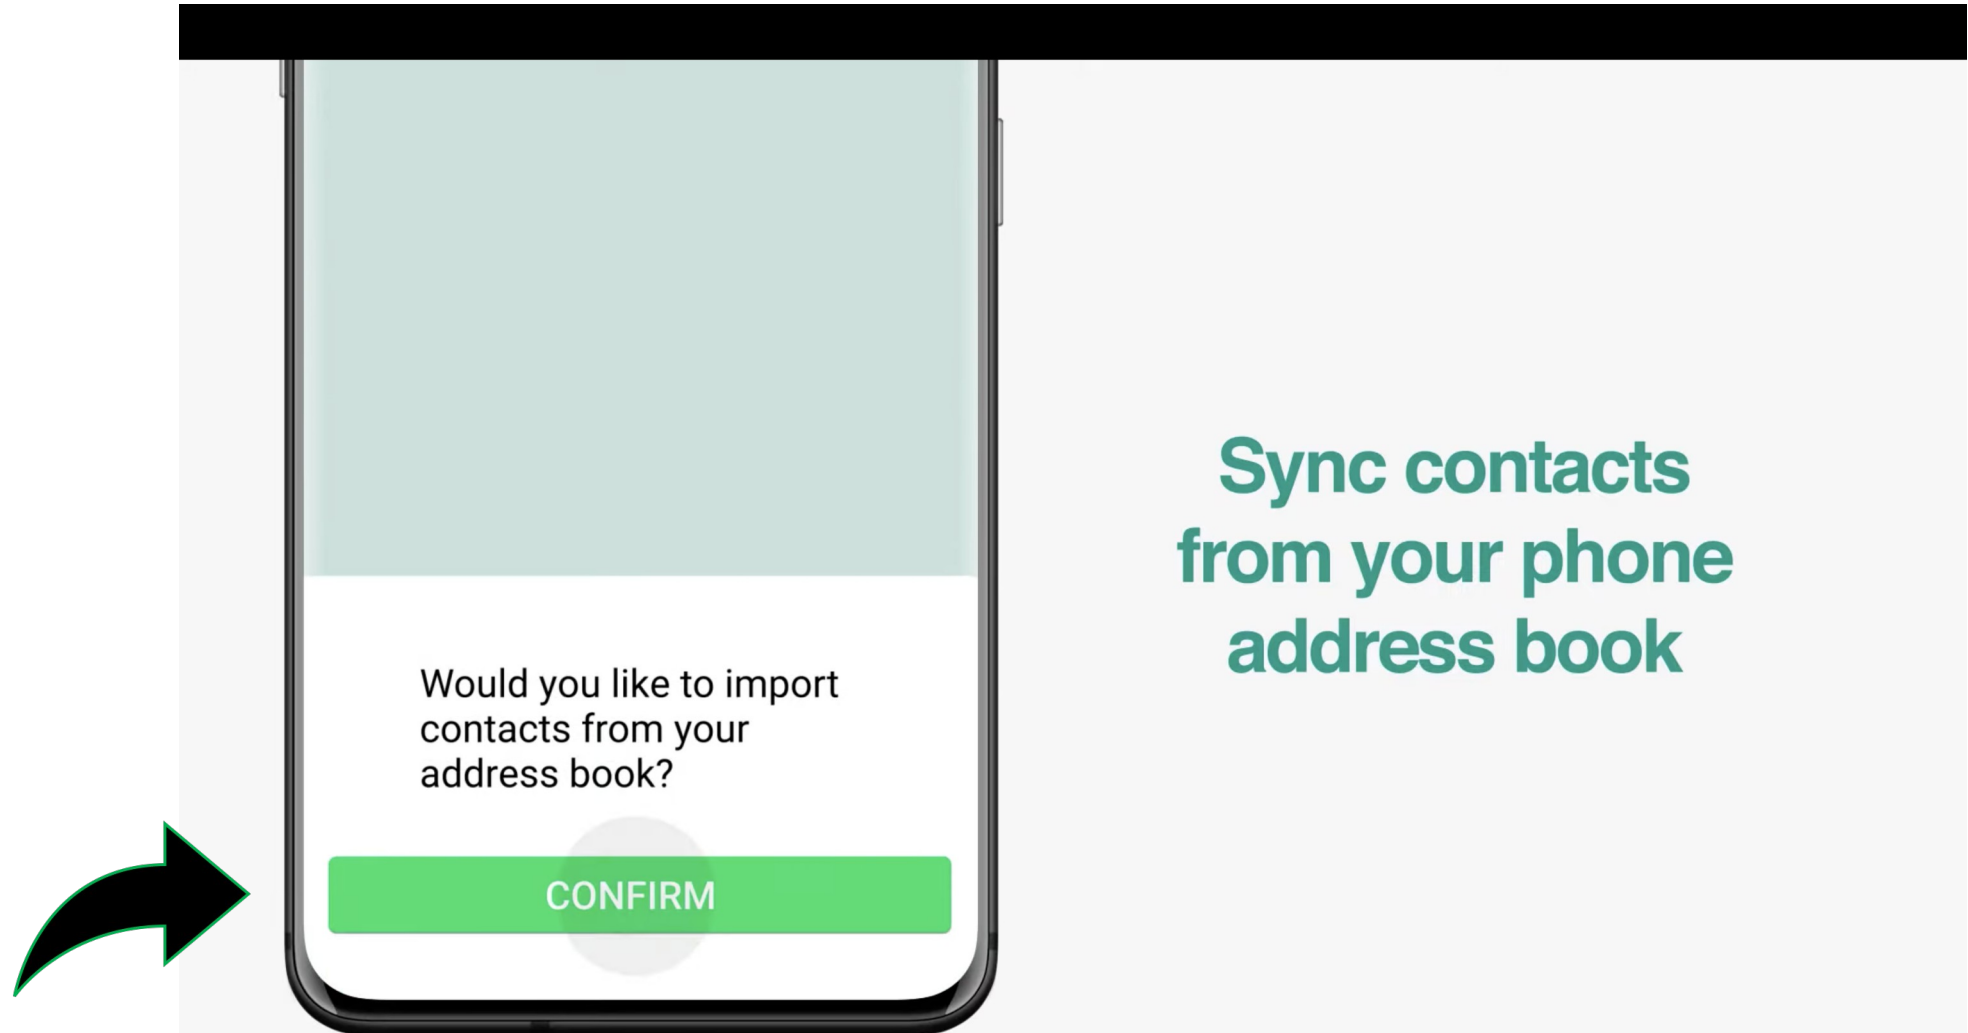 Sync contacts
from your phone
address book
Would you like to import
contacts from your
address book?
CONFIRM